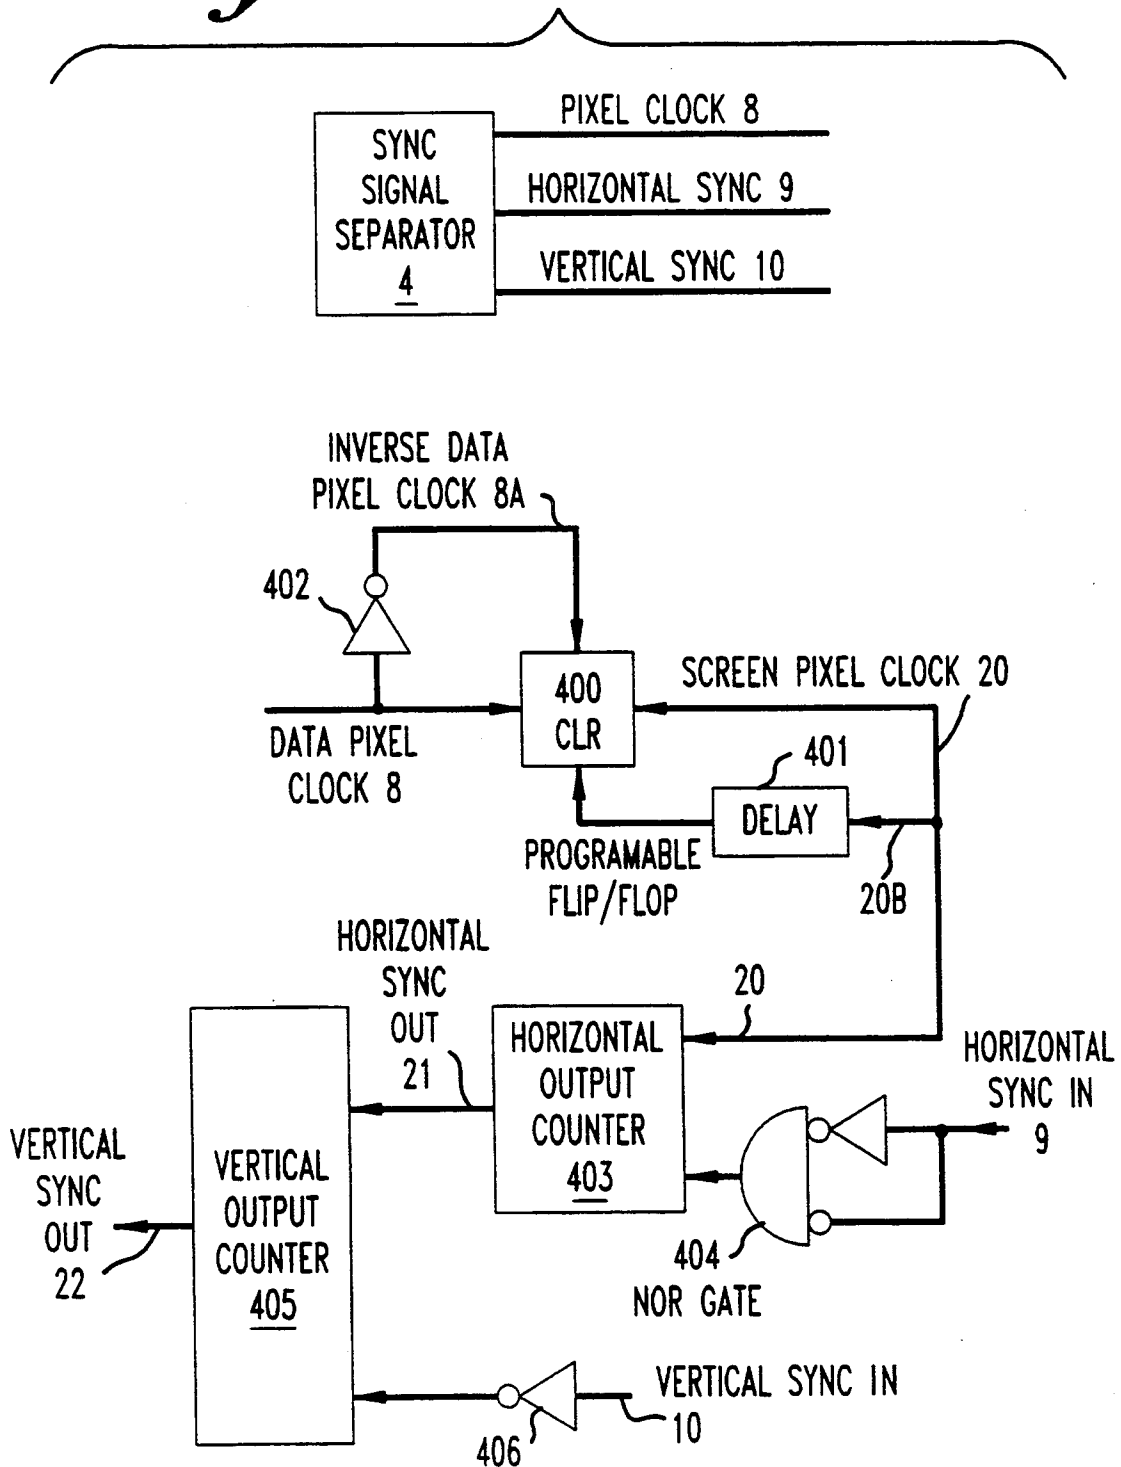 PIXEL CLOCK 8
SYNC
SIGNAL
SEPARATOR
4
HORIZONTAL SYNC 9
VERTICAL SYNC 10
INVERSE DATA
PIXEL CLOCK 8A
402
400
CLR
SCREEN PIXEL CLOCK 20
DATA PIXEL
CLOCK 8
401
DELAY
20B
PROGRAMABLE
FLIP/FLOP
HORIZONTAL
SYNC
OUT
21
20
HORIZONTAL
OUTPUT
COUNTER
403
HORIZONTAL
SYNC IN
9
VERTICAL
SYNC
OUT
22
VERTICAL
OUTPUT
COUNTER
405
404
NOR GATE
VERTICAL SYNC IN
10
406